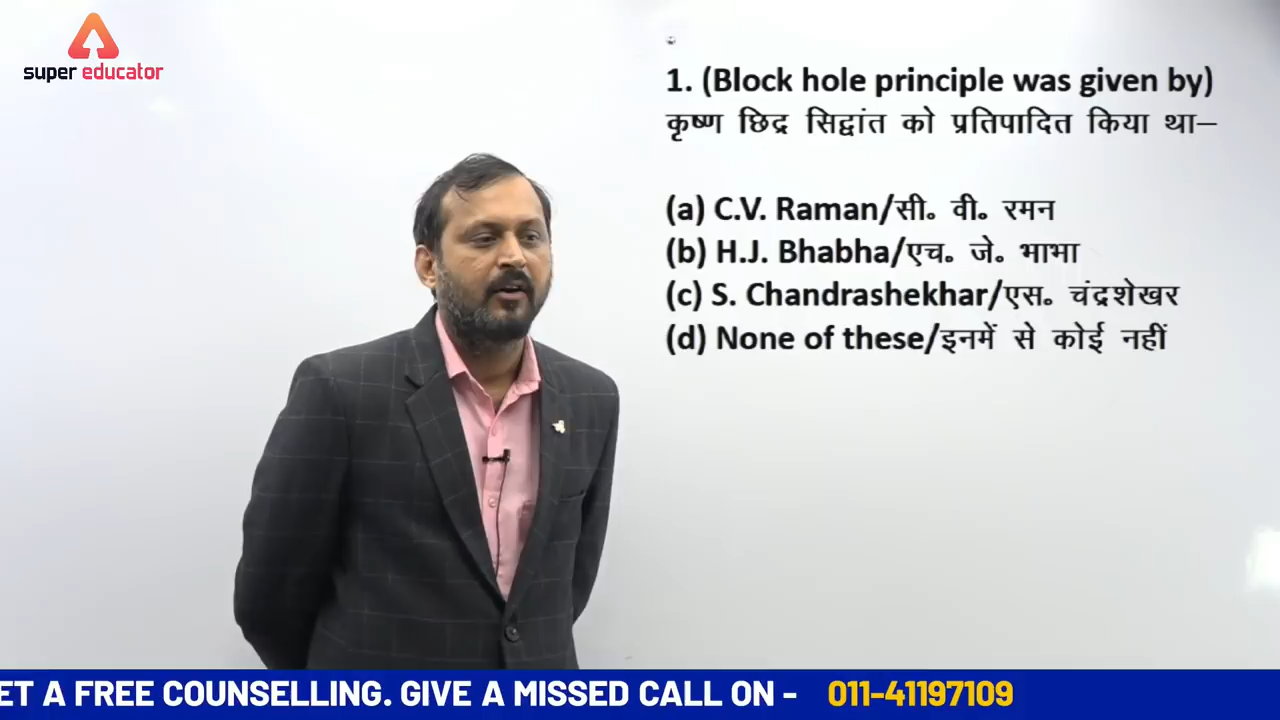 super educator
1. (Block hole principle was given by)
कृष्ण छिद्र सिद्वांत को प्रतिपादित किया था–
(a) C.V. Raman/सी॰ वी॰ रमन
(b) H.J. Bhabha/एच॰ जे॰ भाभा
(c) S. Chandrashekhar/एस॰ चंद्रशेखर
(d) None of these/इनमें से कोई नहीं
ET A FREE COUNSELLING. GIVE A MISSED CALL ON - 011-41197109